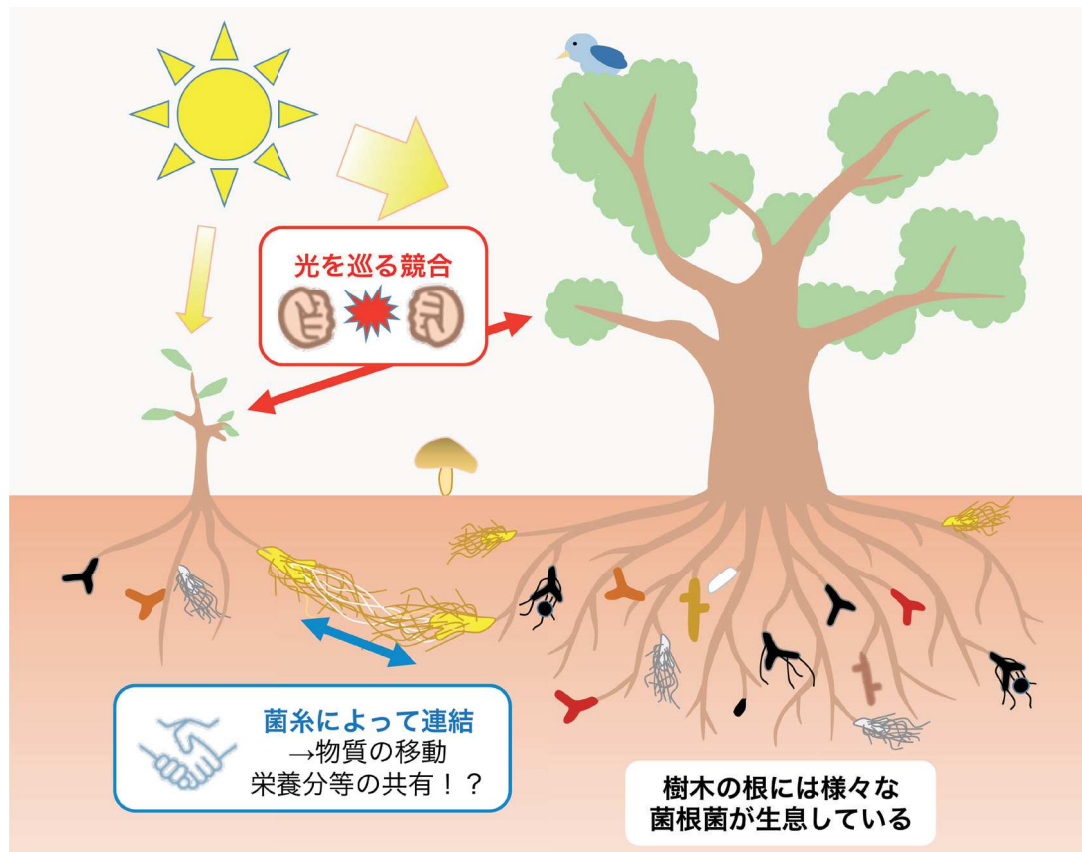 光を巡る競合
菌糸によって連結
→物質の移動
栄養分等の共有！？
樹木の根には様々な
菌根菌が生息している